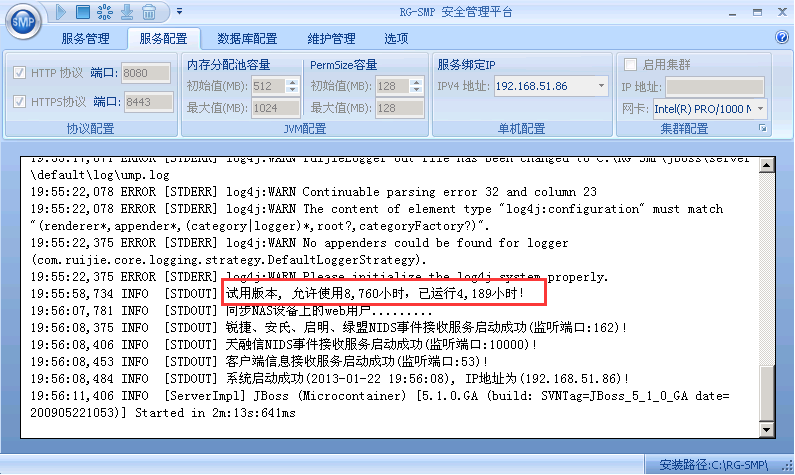 RG-SMP 安全管理平台
SMP
服务管理 服务配置 数据库配置 维护管理 选项
HTTP 协议 端口: 8080
HTTPS协议 端口: 8443
协议配置
内存分配池容量 PermSize容量
初始值(MB): 512 初始值(MB): 128
最大值(MB): 1024 最大值(MB): 128
JVM配置
服务绑定IP
IPV4 地址: 192.168.51.86
单机配置
启用集群
IP 地址:
网卡: Intel(R) PRO/1000 M
集群配置
\default\log\ump.log
19:55:22,078 ERROR [STDERR] log4j:WARN Continuable parsing error 32 and column 23
19:55:22,078 ERROR [STDERR] log4j:WARN The content of element type "log4j:configuration" must match
"(renderer*,appender*,(category|logger)*,root?,categoryFactory?)".
19:55:22,375 ERROR [STDERR] log4j:WARN No appenders could be found for logger
(com.ruijie.core.logging.strategy.DefaultLoggerStrategy).
19:55:22,375 ERROR [STDERR] log4j:WARN Please initialize the log4j system properly.
19:55:58,734 INFO [STDOUT] 试用版本, 允许使用8,760小时, 已运行4,189小时!
19:56:07,781 INFO [STDOUT] 同步NAS设备上的web用户.........
19:56:08,375 INFO [STDOUT] 锐捷、安氏、启明、绿盟NIDS事件接收服务启动成功(监听端口:162)!
19:56:08,406 INFO [STDOUT] 天融信NIDS事件接收服务启动成功(监听端口:10000)!
19:56:08,453 INFO [STDOUT] 客户端信息接收服务启动成功(监听端口:53)!
19:56:08,484 INFO [STDOUT] 系统启动成功(2013-01-22 19:56:08), IP地址为(192.168.51.86)!
19:56:11,406 INFO [ServerImpl] JBoss (Microcontainer) [5.1.0.GA (build: SVNTag=JBoss_5_1_0_GA date=
200905221053)] Started in 2m:13s:641ms
安装路径:C:\RG-SMP\